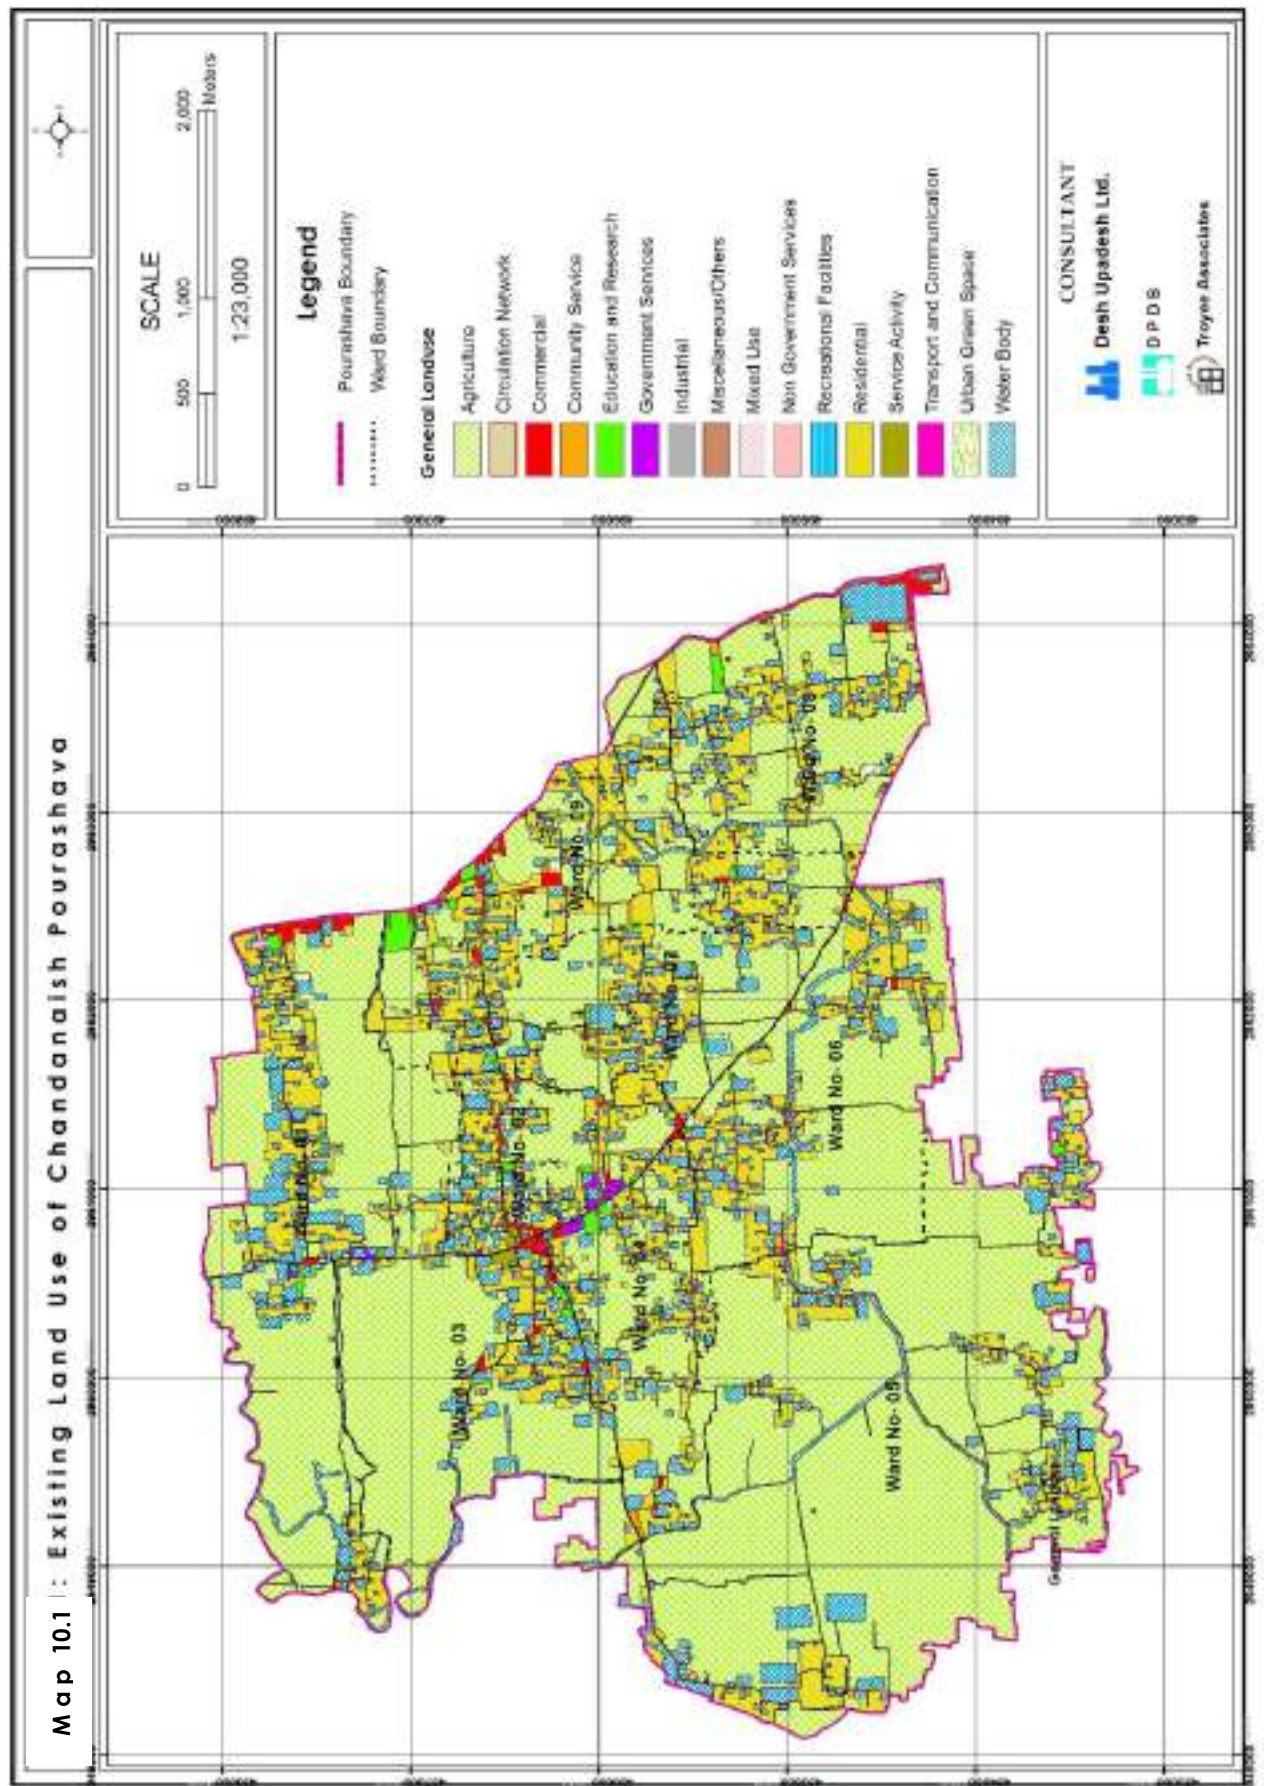 Map 10.1 : Existing Land Use of Chandanaish Pourashava
SCALE
0 500 1,000 2,000
Meters
1:23,000
Legend
Pourashava Boundary
Ward Boundary
General Landuse
Agriculture
Circulation Network
Commercial
Community Service
Education and Research
Government Services
Industrial
Miscellaneous/Others
Mixed Use
Non Government Services
Recreational Facilities
Residential
Service Activity
Transport and Communication
Urban Green Space
Water Body
CONSULTANT
Desh Upadesh Ltd.
DPDB
Troyee Associates
Ward No- 03
Ward No- 02
Ward No- 09
Ward No- 04
Ward No- 07
Ward No- 08
Ward No- 06
Ward No- 05